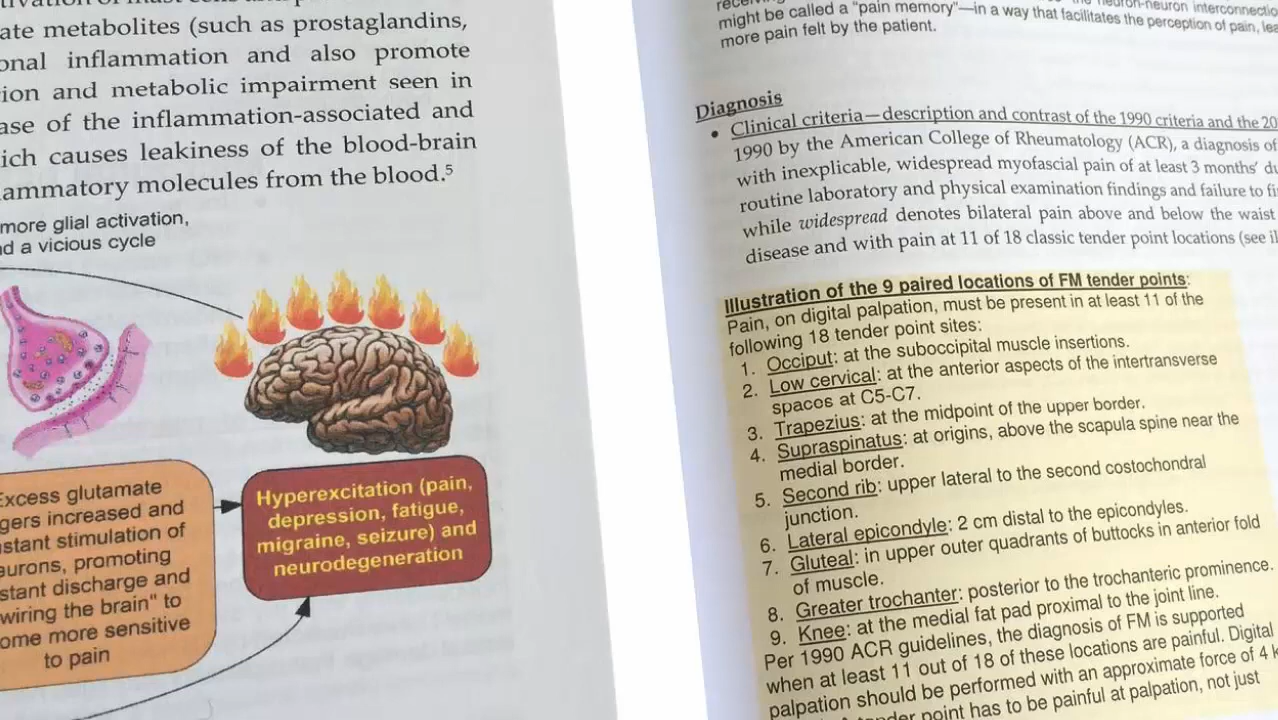 ate metabolites (such as prostaglandins,
onal inflammation and also promote
ion and metabolic impairment seen in
ase of the inflammation-associated and
ich causes leakiness of the blood-brain
lammatory molecules from the blood.⁵
more glial activation,
d a vicious cycle
Excess glutamate
gers increased and
stant stimulation of
eurons, promoting
stant discharge and
wiring the brain" to
ome more sensitive
to pain
Hyperexcitation (pain,
depression, fatigue,
migraine, seizure) and
neurodegeneration
the neuron-neuron interconnectio
might be called a "pain memory"—in a way that facilitates the perception of pain, lea
more pain felt by the patient.
Diagnosis
• Clinical criteria—description and contrast of the 1990 criteria and the 20
1990 by the American College of Rheumatology (ACR), a diagnosis of
with inexplicable, widespread myofascial pain of at least 3 months' du
routine laboratory and physical examination findings and failure to fi
while widespread denotes bilateral pain above and below the waist
disease and with pain at 11 of 18 classic tender point locations (see il
Illustration of the 9 paired locations of FM tender points:
Pain, on digital palpation, must be present in at least 11 of the
following 18 tender point sites:
1. Occiput: at the suboccipital muscle insertions.
2. Low cervical: at the anterior aspects of the intertransverse
spaces at C5-C7.
3. Trapezius: at the midpoint of the upper border.
4. Supraspinatus: at origins, above the scapula spine near the
medial border.
5. Second rib: upper lateral to the second costochondral
junction.
6. Lateral epicondyle: 2 cm distal to the epicondyles.
7. Gluteal: in upper outer quadrants of buttocks in anterior fold
of muscle.
8. Greater trochanter: posterior to the trochanteric prominence.
9. Knee: at the medial fat pad proximal to the joint line.
Per 1990 ACR guidelines, the diagnosis of FM is supported
when at least 11 out of 18 of these locations are painful. Digital
palpation should be performed with an approximate force of 4 k
point has to be painful at palpation, not just